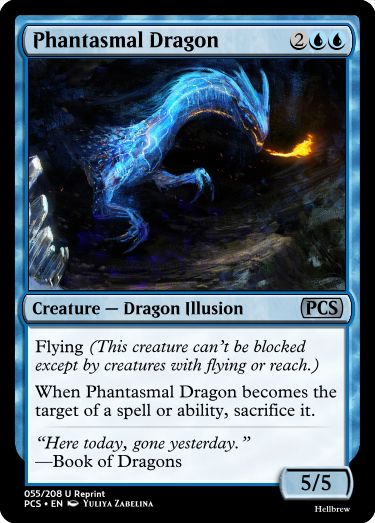 Phantasmal Dragon 2
Creature — Dragon Illusion PCS
Flying (This creature can't be blocked
except by creatures with flying or reach.)
When Phantasmal Dragon becomes the
target of a spell or ability, sacrifice it.
“Here today, gone yesterday.”
—Book of Dragons
5/5
055/208 U Reprint
PCS • EN YULIYA ZABELINA
Hellbrew